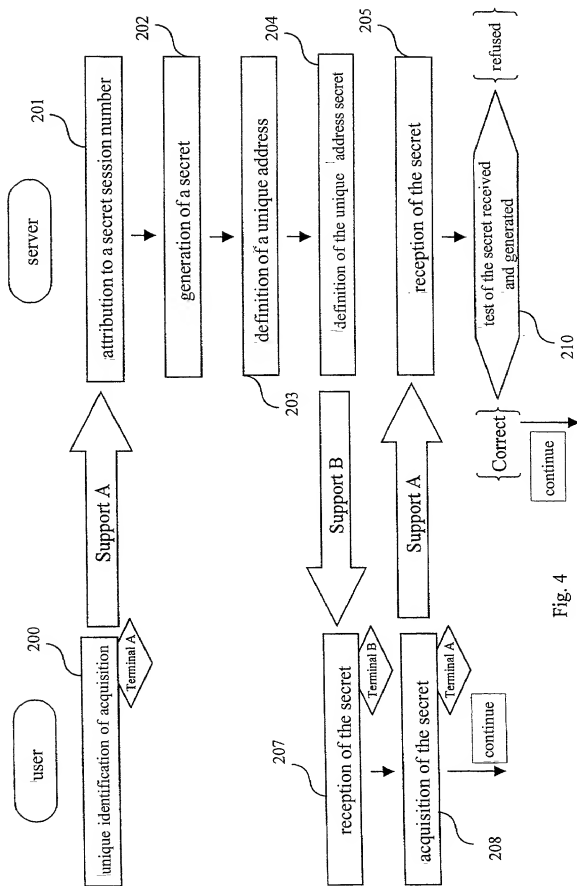 user
server
200
unique identification of acquisition
Terminal A
Support A
201
attribution to a secret session number
202
generation of a secret
definition of a unique address
203
204
definition of the unique address secret
Support B
207
reception of the secret
Terminal B
205
reception of the secret
acquisition of the secret
208
Terminal A
Support A
continue
test of the secret received
and generated
210
{Correct}
{refused}
continue
Fig. 4